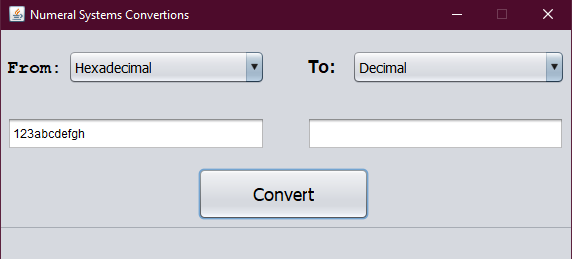 Numeral Systems Convertions
From: Hexadecimal To: Decimal
123abcdefgh
Convert